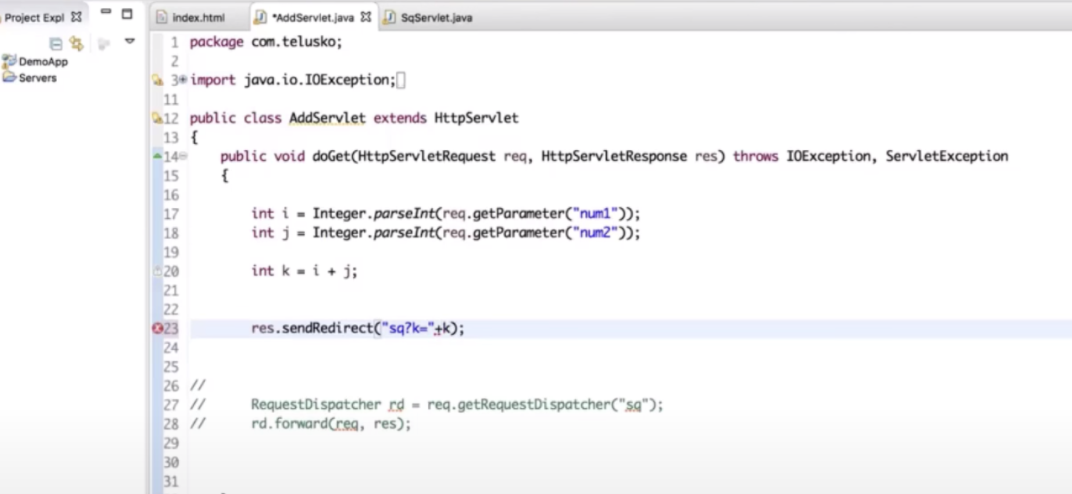 Project Expl
index.html
*AddServlet.java
SqServlet.java
DemoApp
Servers
1 package com.telusko;
2
3 import java.io.IOException;
11
12 public class AddServlet extends HttpServlet
13 {
14 public void doGet(HttpServletRequest req, HttpServletResponse res) throws IOException, ServletException
15 {
16
17 int i = Integer.parseInt(req.getParameter("num1"));
18 int j = Integer.parseInt(req.getParameter("num2"));
19
20 int k = i + j;
21
22
23 res.sendRedirect("sq?k="+k);
24
25
26 //
27 // RequestDispatcher rd = req.getRequestDispatcher("sq");
28 // rd.forward(req, res);
29
30
31